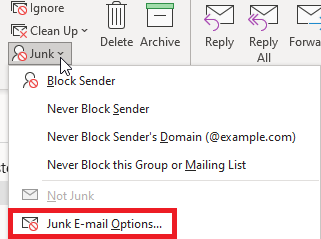 Ignore
Clean Up
Junk
Delete
Archive
Reply
Reply
All
Forwa
Block Sender
Never Block Sender
Never Block Sender's Domain (@example.com)
Never Block this Group or Mailing List
Not Junk
Junk E-mail Options...